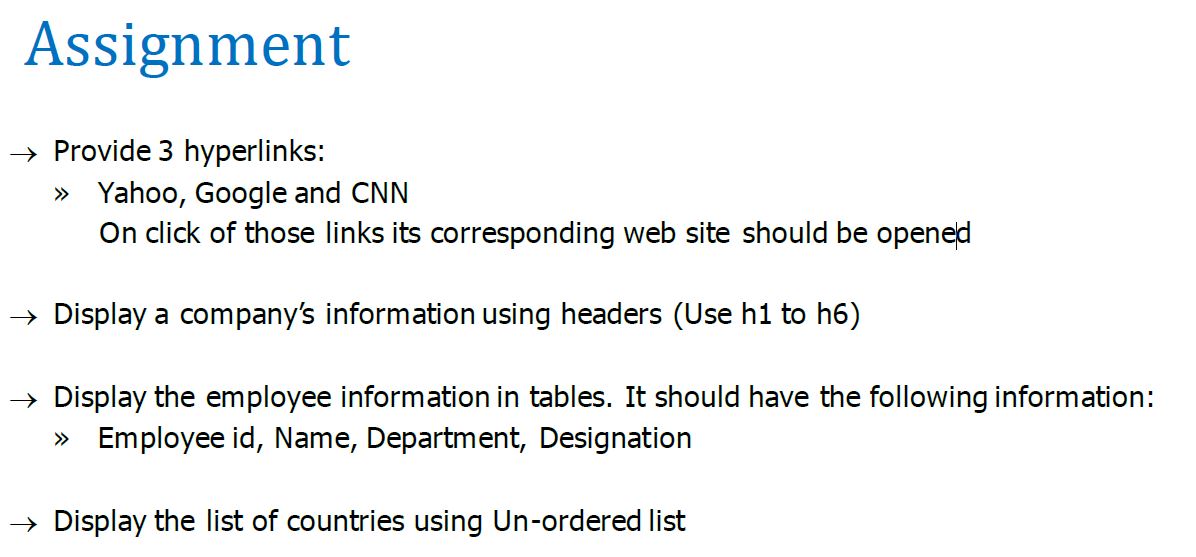 Assignment
→ Provide 3 hyperlinks:
» Yahoo, Google and CNN
On click of those links its corresponding web site should be opened
→ Display a company’s information using headers (Use h1 to h6)
→ Display the employee information in tables. It should have the following information:
» Employee id, Name, Department, Designation
→ Display the list of countries using Un-ordered list